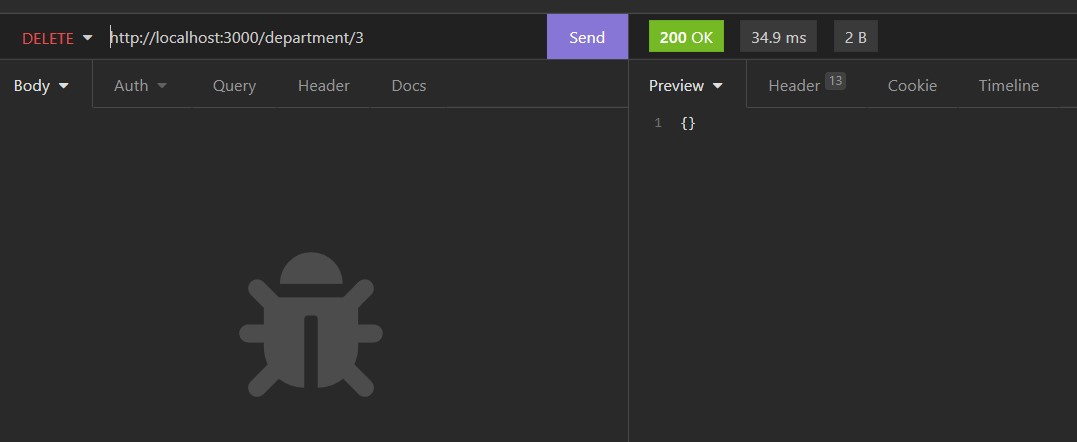 DELETE http://localhost:3000/department/3 Send 200 OK 34.9 ms 2 B
Body Auth Query Header Docs Preview Header 13 Cookie Timeline
1 {}